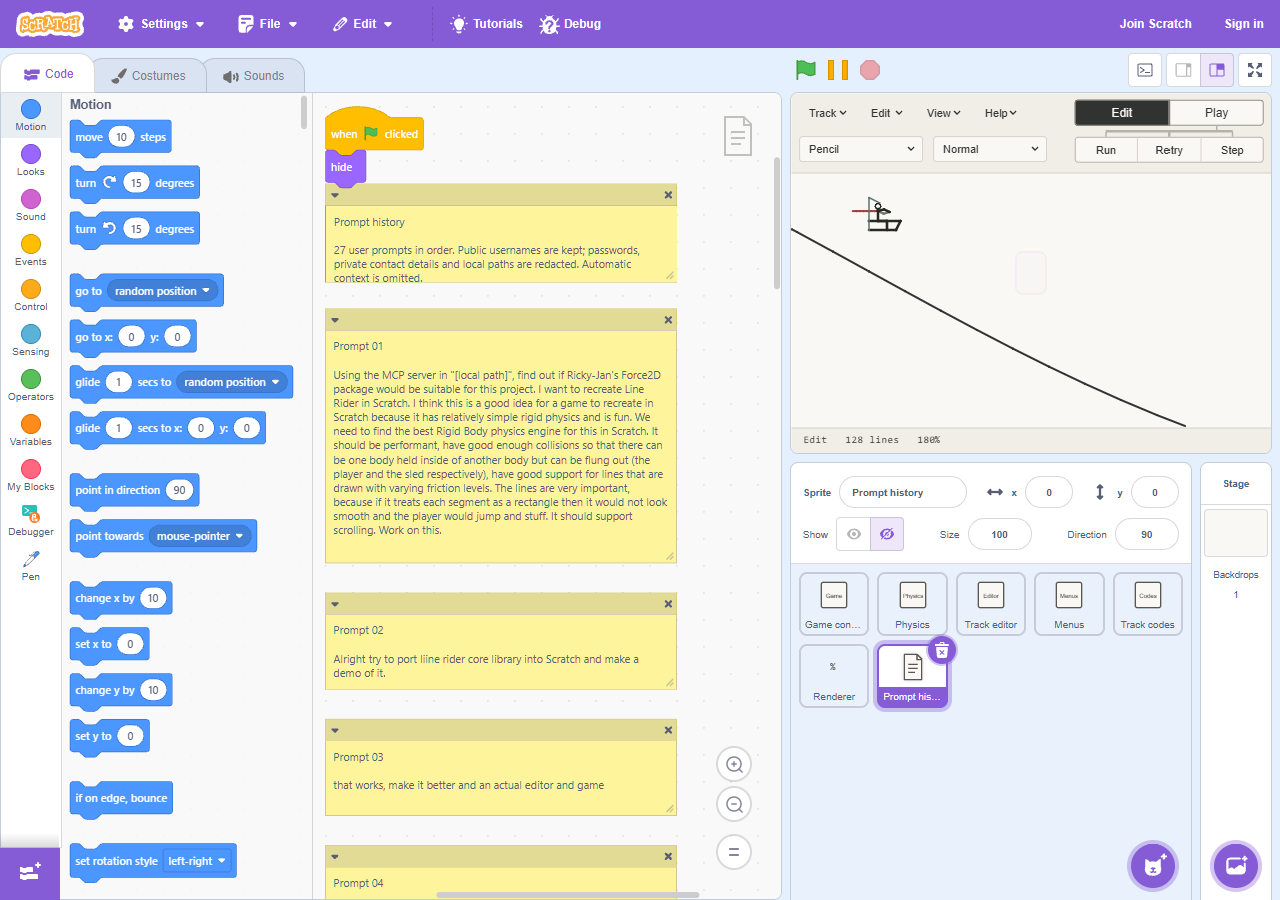 SCRATCH Settings File Edit Tutorials Debug Join Scratch Sign in
Code Costumes Sounds
Motion
Looks
Sound
Events
Control
Sensing
Operators
Variables
My Blocks
Debugger
Pen
Motion
move 10 steps
turn 15 degrees
turn 15 degrees
go to random position
go to x: 0 y: 0
glide 1 secs to random position
glide 1 secs to x: 0 y: 0
point in direction 90
point towards mouse-pointer
change x by 10
set x to 0
change y by 10
set y to 0
if on edge, bounce
set rotation style left-right
when clicked
hide
Prompt history
27 user prompts in order. Public usernames are kept; passwords,
private contact details and local paths are redacted. Automatic
context is omitted.
Prompt 01
Using the MCP server in "[local path]", find out if Ricky-Jan's Force2D
package would be suitable for this project. I want to recreate Line
Rider in Scratch. I think this is a good idea for a game to recreate in
Scratch because it has relatively simple rigid physics and is fun. We
need to find the best Rigid Body physics engine for this in Scratch. It
should be performant, have good enough collisions so that there can
be one body held inside of another body but can be flung out (the
player and the sled respectively), have good support for lines that are
drawn with varying friction levels. The lines are very important,
because if it treats each segment as a rectangle then it would not look
smooth and the player would jump and stuff. It should support
scrolling. Work on this.
Prompt 02
Alright try to port liine rider core library into Scratch and make a
demo of it.
Prompt 03
that works, make it better and an actual editor and game
Prompt 04
Track Edit View Help Edit Play
Pencil Normal Run Retry Step
Edit 128 lines 180%
Sprite Prompt history x 0 y 0
Show Size 100 Direction 90
Game
Game con...
Physics
Physics
Editor
Track editor
Menus
Menus
Codes
Track codes
%
Renderer
Prompt his...
Stage
Backdrops
1